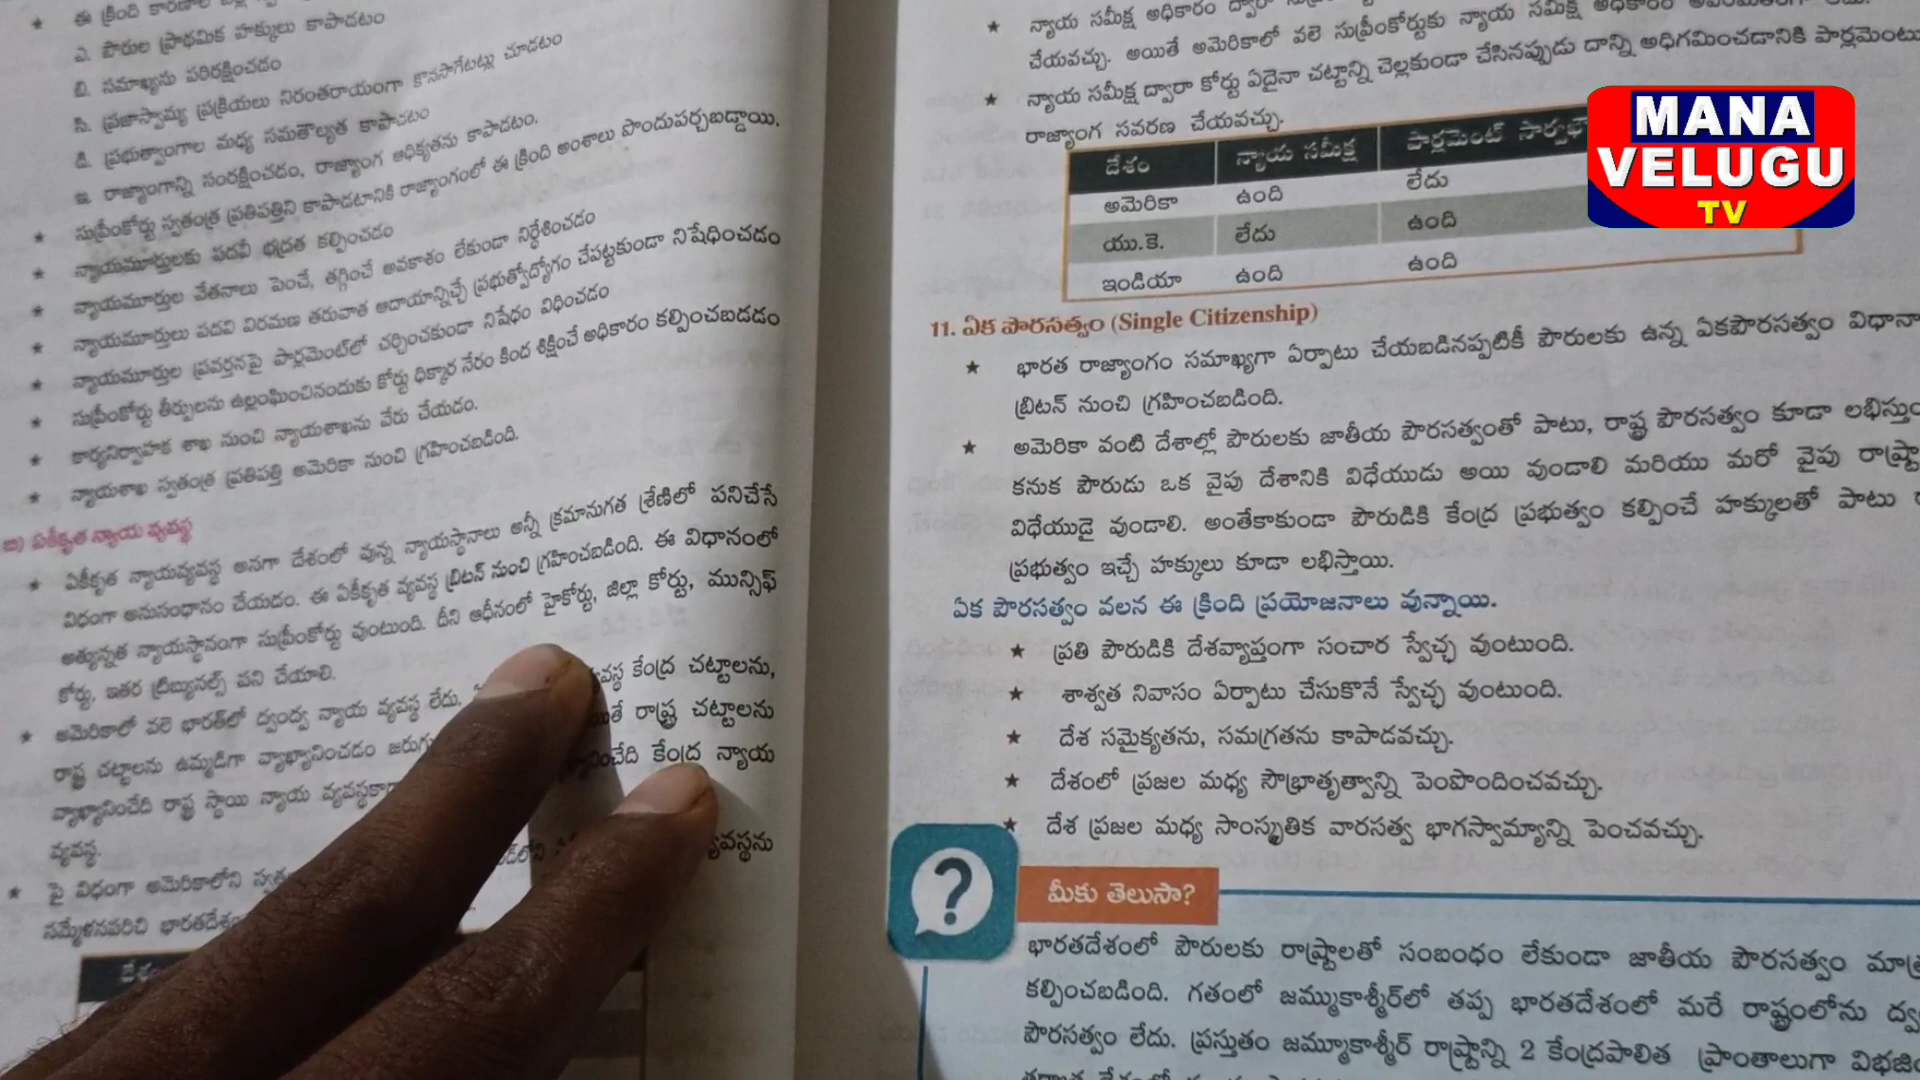 ★ ఈ క్రింది కారణాల
ఎ. పౌరుల ప్రాథమిక హక్కులు కాపాడటం
బి. సమాఖ్యను పరిరక్షించడం
సి. ప్రజాస్వామ్య ప్రక్రియలు నిరంతరాయంగా కొనసాగేటట్లు చూడటం
డి. ప్రభుత్వాంగాల మధ్య సమతౌల్యత కాపాడటం
ఇ. రాజ్యాంగాన్ని సంరక్షించడం, రాజ్యాంగ ఆధిక్యతను కాపాడటం.
★ సుప్రీంకోర్టు స్వతంత్ర ప్రతిపత్తిని కాపాడటానికి రాజ్యాంగంలో ఈ క్రింది అంశాలు పొందుపర్చబడ్డాయి.
★ న్యాయమూర్తులకు పదవీ భద్రత కల్పించడం
★ న్యాయమూర్తుల వేతనాలు పెంచే, తగ్గించే అవకాశం లేకుండా నిర్దేశించడం
★ న్యాయమూర్తులు పదవి విరమణ తరువాత ఆదాయాన్నిచ్చే ప్రభుత్వోద్యోగం చేపట్టకుండా నిషేధించడం
★ న్యాయమూర్తుల ప్రవర్తనపై పార్లమెంట్‌లో చర్చించకుండా నిషేధం విధించడం
★ సుప్రీంకోర్టు తీర్పులను ఉల్లంఘించినందుకు కోర్టు ధిక్కార నేరం కింద శిక్షించే అధికారం కల్పించబడడం
★ కార్యనిర్వాహక శాఖ నుంచి న్యాయశాఖను వేరు చేయడం.
★ న్యాయశాఖ స్వతంత్ర ప్రతిపత్తి అమెరికా నుంచి గ్రహించబడింది.
బి) ఏకీకృత న్యాయ వ్యవస్థ
★ ఏకీకృత న్యాయవ్యవస్థ అనగా దేశంలో వున్న న్యాయస్థానాలు అన్నీ క్రమానుగత శ్రేణిలో పనిచేసే
విధంగా అనుసంధానం చేయడం. ఈ ఏకీకృత వ్యవస్థ బ్రిటన్ నుంచి గ్రహించబడింది. ఈ విధానంలో
అత్యున్నత న్యాయస్థానంగా సుప్రీంకోర్టు వుంటుంది. దీని ఆధీనంలో హైకోర్టు, జిల్లా కోర్టు, మున్సిఫ్
కోర్టు, ఇతర ట్రిబ్యునల్స్ పని చేయాలి.
★ అమెరికాలో వలె భారత్‌లో ద్వంద్వ న్యాయ వ్యవస్థ లేదు. కేంద్ర చట్టాలను,
రాష్ట్ర చట్టాలను ఉమ్మడిగా వ్యాఖ్యానించడం రాష్ట్ర చట్టాలను
వ్యాఖ్యానించేది రాష్ట్ర స్థాయి న్యాయ కేంద్ర న్యాయ
వ్యవస్థ.
★ పై విధంగా అమెరికాలోని వ్యవస్థను
సమ్మేళనపరిచి
★ న్యాయ సమీక్ష అధికారం ద్వారా
చేయవచ్చు. అయితే అమెరికాలో వలె సుప్రీంకోర్టుకు న్యాయ సమీక్ష అధికారం
★ న్యాయ సమీక్ష ద్వారా కోర్టు ఏదైనా చట్టాన్ని చెల్లకుండా చేసినప్పుడు దాన్ని అధిగమించడానికి పార్లమెంటు
రాజ్యాంగ సవరణ చేయవచ్చు.
దేశం న్యాయ సమీక్ష పార్లమెంట్
అమెరికా ఉంది లేదు
యు.కె. లేదు ఉంది
ఇండియా ఉంది ఉంది
MANA
VELUGU
TV
11. ఏక పౌరసత్వం (Single Citizenship)
★ భారత రాజ్యాంగం సమాఖ్యగా ఏర్పాటు చేయబడినప్పటికీ పౌరులకు ఉన్న ఏకపౌరసత్వం
బ్రిటన్ నుంచి గ్రహించబడింది.
★ అమెరికా వంటి దేశాల్లో పౌరులకు జాతీయ పౌరసత్వంతో పాటు, రాష్ట్ర పౌరసత్వం కూడా
కనుక పౌరుడు ఒక వైపు దేశానికి విధేయుడు అయి వుండాలి మరియు మరో వైపు
విధేయుడై వుండాలి. అంతేకాకుండా పౌరుడికి కేంద్ర ప్రభుత్వం కల్పించే హక్కులతో పాటు
ప్రభుత్వం ఇచ్చే హక్కులు కూడా లభిస్తాయి.
ఏక పౌరసత్వం వలన ఈ క్రింది ప్రయోజనాలు వున్నాయి.
★ ప్రతి పౌరుడికి దేశవ్యాప్తంగా సంచార స్వేచ్ఛ వుంటుంది.
★ శాశ్వత నివాసం ఏర్పాటు చేసుకొనే స్వేచ్ఛ వుంటుంది.
★ దేశ సమైక్యతను, సమగ్రతను కాపాడవచ్చు.
★ దేశంలో ప్రజల మధ్య సౌభ్రాతృత్వాన్ని పెంపొందించవచ్చు.
★ దేశ ప్రజల మధ్య సాంస్కృతిక వారసత్వ భాగస్వామ్యాన్ని పెంచవచ్చు.
?
మీకు తెలుసా?
భారతదేశంలో పౌరులకు రాష్ట్రాలతో సంబంధం లేకుండా జాతీయ పౌరసత్వం
కల్పించబడింది. గతంలో జమ్ముకాశ్మీర్‌లో తప్ప భారతదేశంలో మరే రాష్ట్రంలోను
పౌరసత్వం లేదు. ప్రస్తుతం జమ్మూకాశ్మీర్ రాష్ట్రాన్ని 2 కేంద్రపాలిత ప్రాంతాలుగా